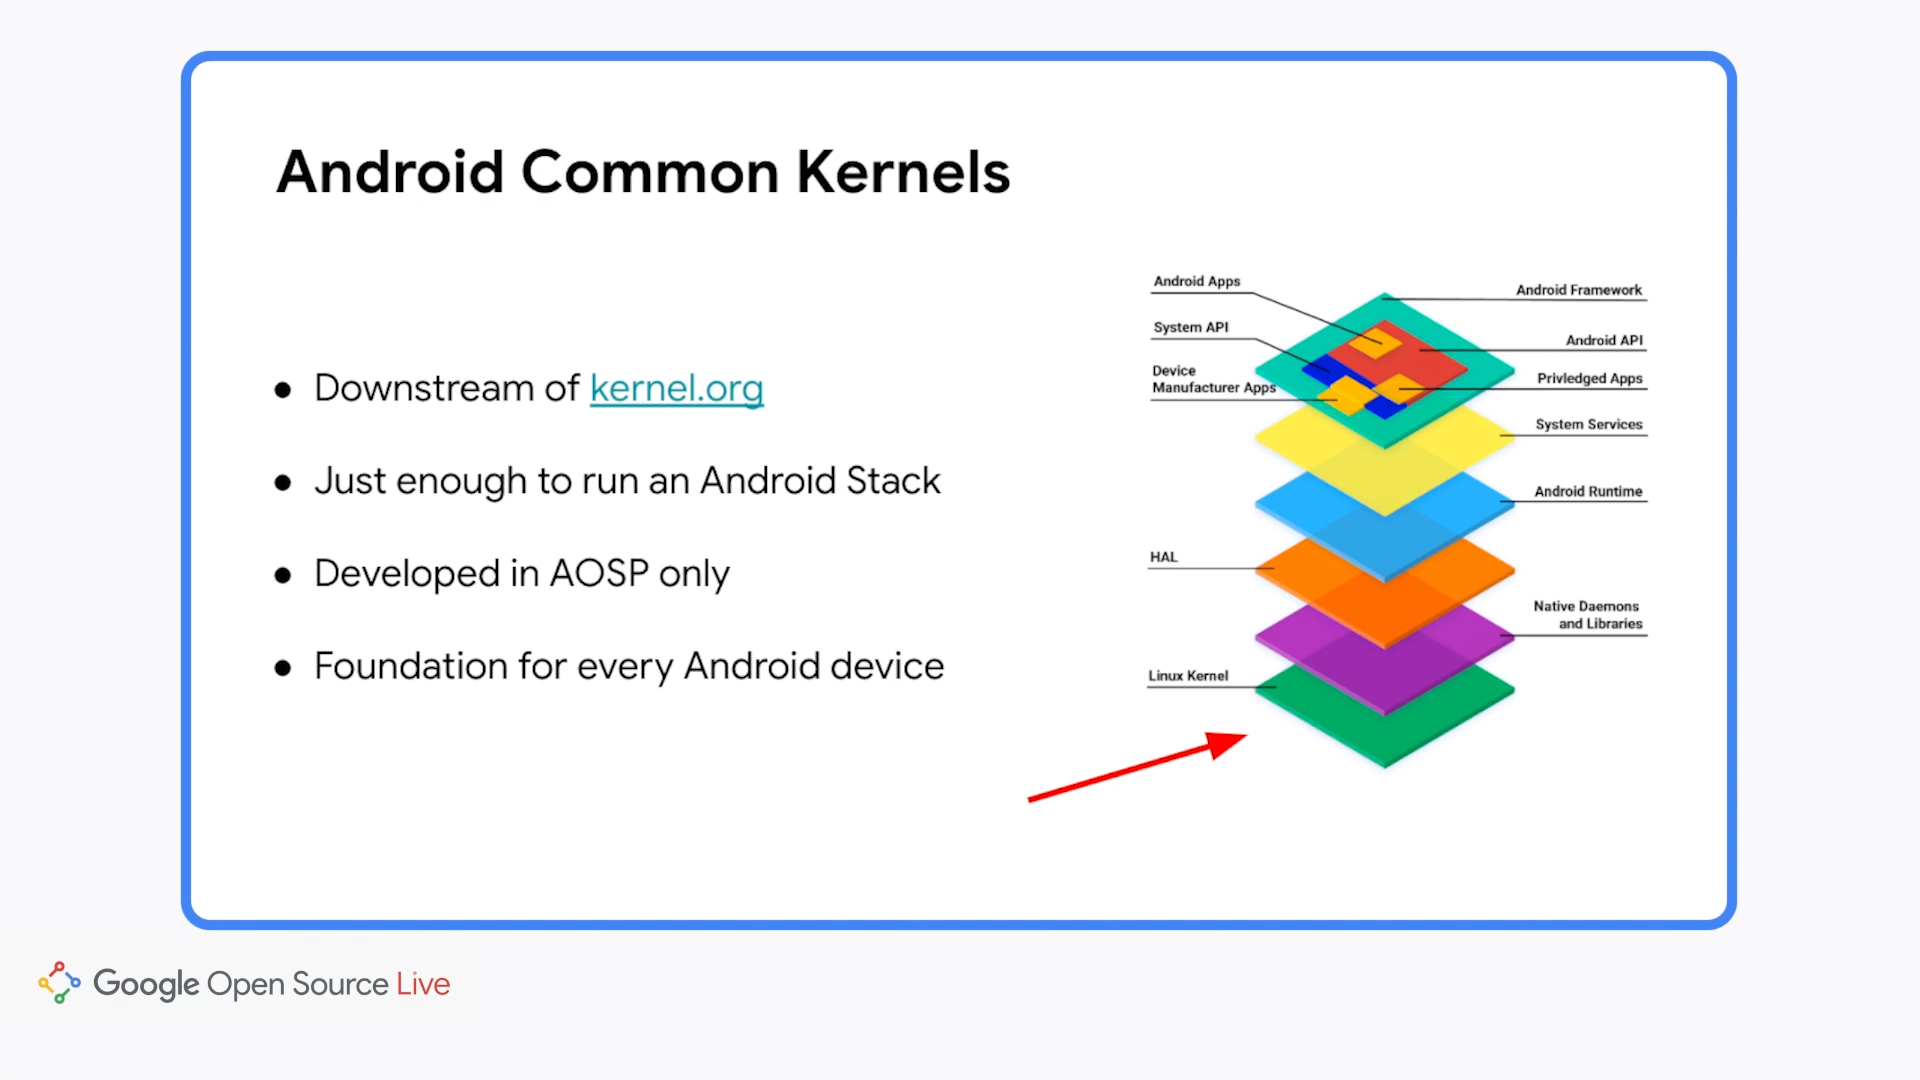 Android Common Kernels
● Downstream of kernel.org
● Just enough to run an Android Stack
● Developed in AOSP only
● Foundation for every Android device
Android Apps
System API
Device
Manufacturer Apps
HAL
Linux Kernel
Android Framework
Android API
Privledged Apps
System Services
Android Runtime
Native Daemons
and Libraries
Google Open Source Live